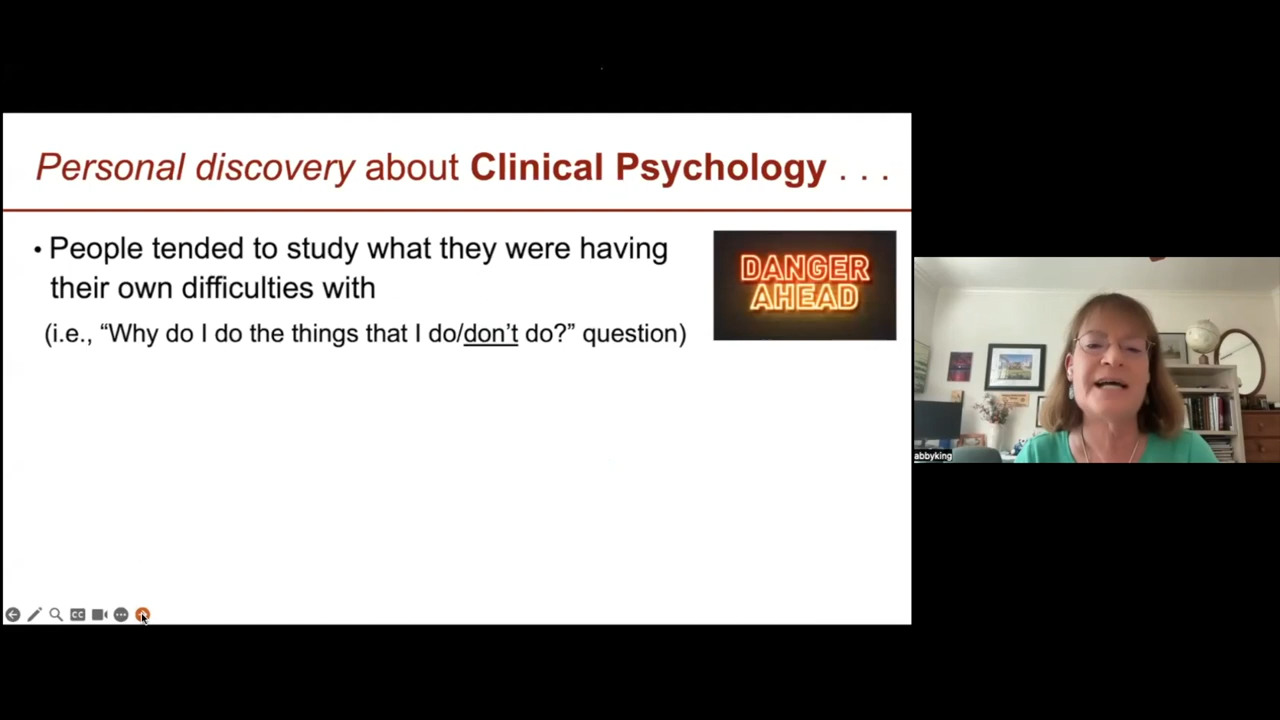 Personal discovery about Clinical Psychology . . .
• People tended to study what they were having
their own difficulties with
(i.e., “Why do I do the things that I do/don’t do?” question)
DANGER
AHEAD
abbyking
CC